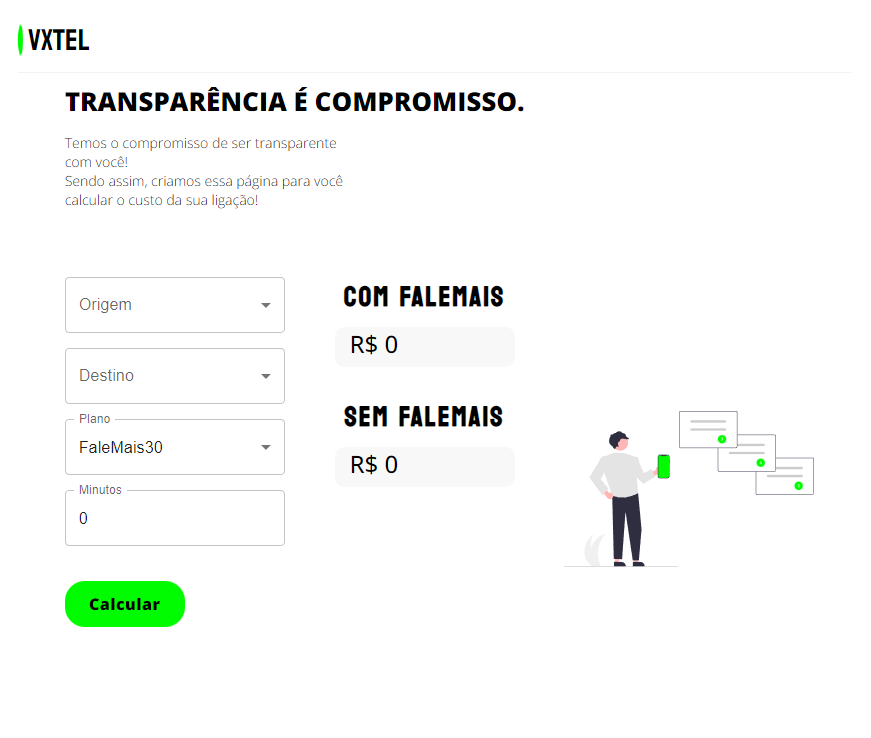 VXTEL
TRANSPARÊNCIA É COMPROMISSO.
Temos o compromisso de ser transparente
com você!
Sendo assim, criamos essa página para você
calcular o custo da sua ligação!
Origem
Destino
Plano
FaleMais30
Minutos
0
Calcular
COM FALEMAIS
R$ 0
SEM FALEMAIS
R$ 0